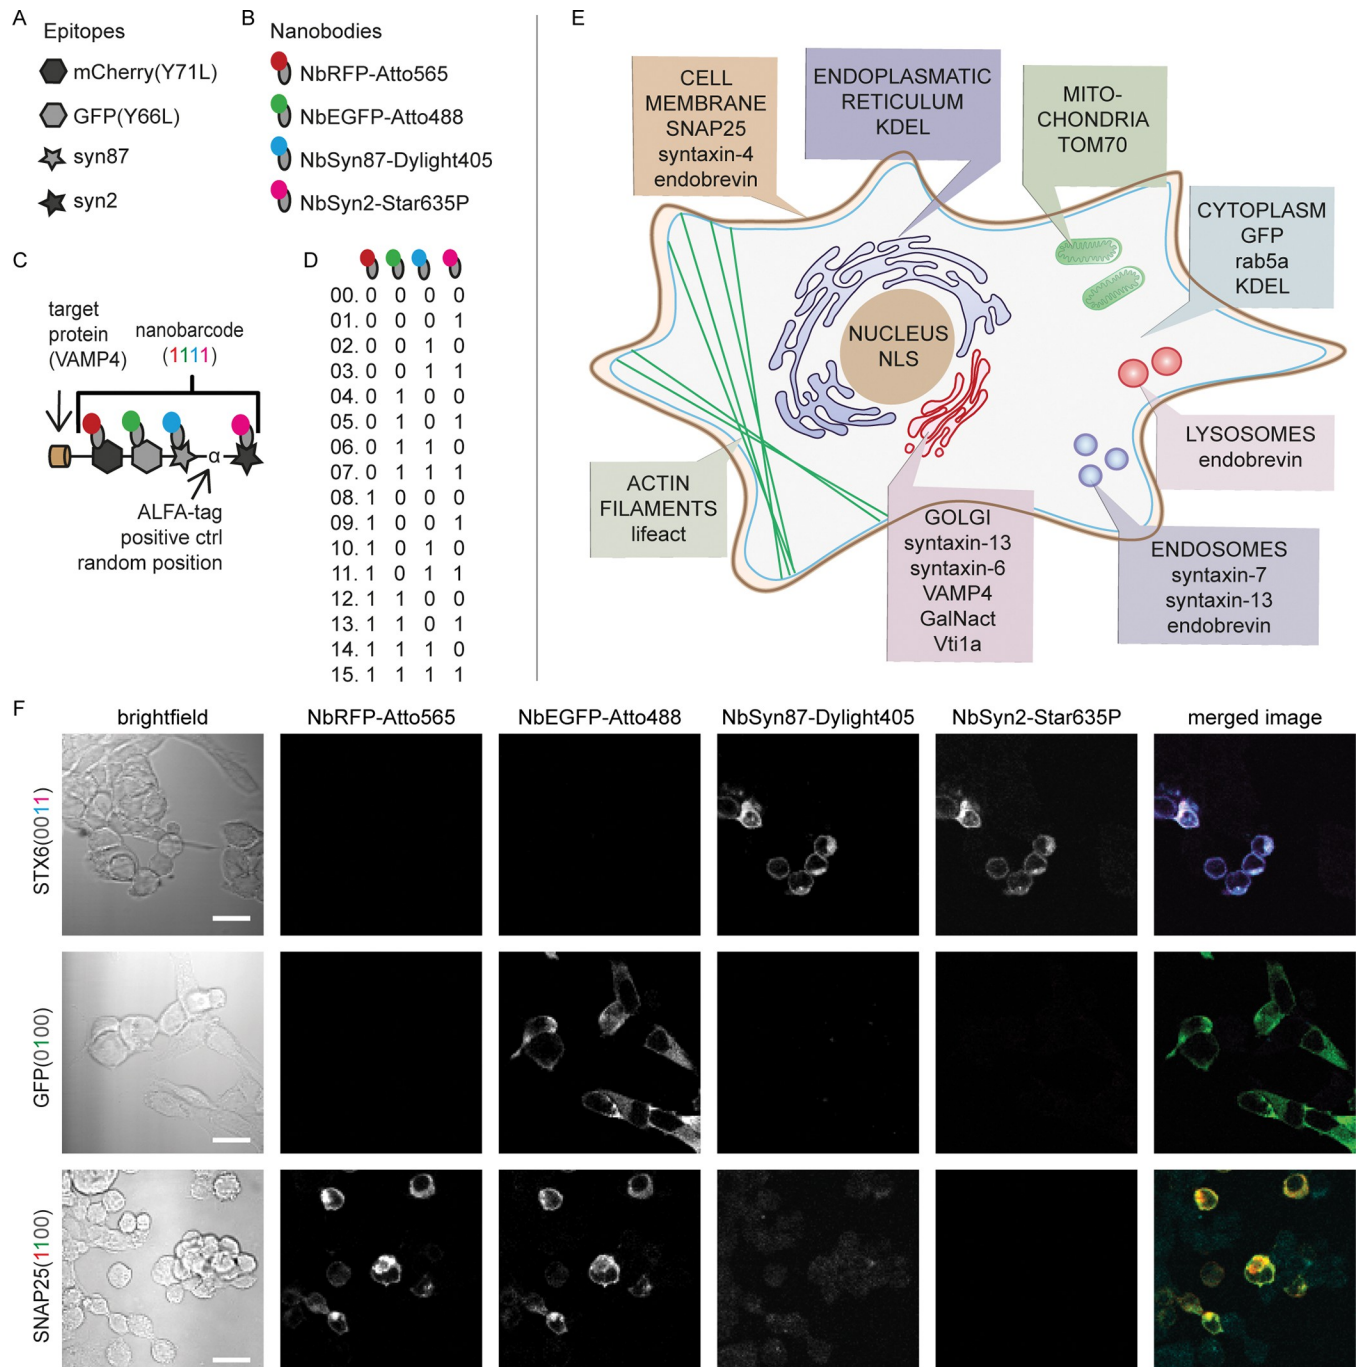 A
Epitopes
mCherry(Y71L)
GFP(Y66L)
syn87
syn2
B
Nanobodies
NbRFP-Atto565
NbEGFP-Atto488
NbSyn87-Dylight405
NbSyn2-Star635P
C
target
protein
(VAMP4)
nanobarcode
(1111)
α
ALFA-tag
positive ctrl
random position
D
00. 0 0 0 0
01. 0 0 0 1
02. 0 0 1 0
03. 0 0 1 1
04. 0 1 0 0
05. 0 1 0 1
06. 0 1 1 0
07. 0 1 1 1
08. 1 0 0 0
09. 1 0 0 1
10. 1 0 1 0
11. 1 0 1 1
12. 1 1 0 0
13. 1 1 0 1
14. 1 1 1 0
15. 1 1 1 1
E
CELL
MEMBRANE
SNAP25
syntaxin-4
endobrevin
ENDOPLASMATIC
RETICULUM
KDEL
MITO-
CHONDRIA
TOM70
CYTOPLASM
GFP
rab5a
KDEL
NUCLEUS
NLS
LYSOSOMES
endobrevin
ACTIN
FILAMENTS
lifeact
GOLGI
syntaxin-13
syntaxin-6
VAMP4
GalNact
Vti1a
ENDOSOMES
syntaxin-7
syntaxin-13
endobrevin
F
brightfield
NbRFP-Atto565
NbEGFP-Atto488
NbSyn87-Dylight405
NbSyn2-Star635P
merged image
STX6(0011)
GFP(0100)
SNAP25(1100)